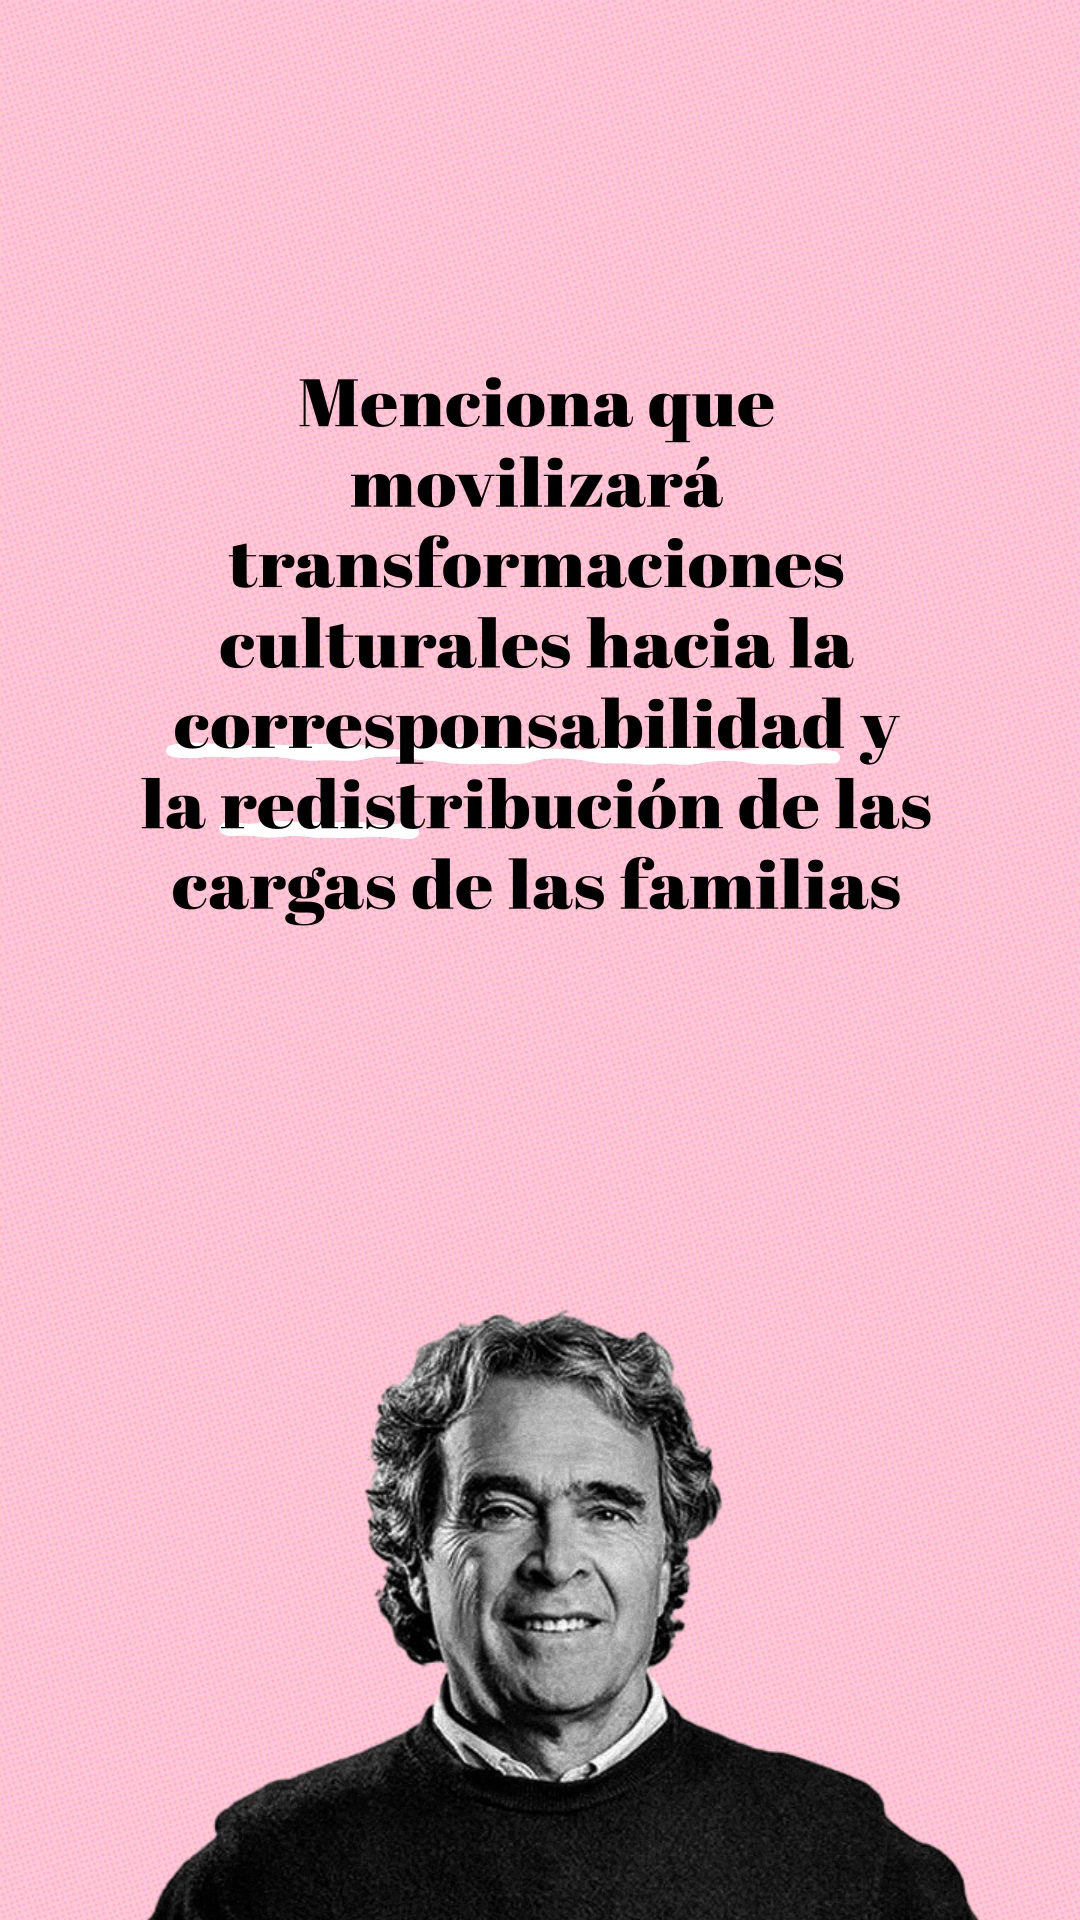 Menciona que
movilizará
transformaciones
culturales hacia la
corresponsabilidad y
la redistribución de las
cargas de las familias